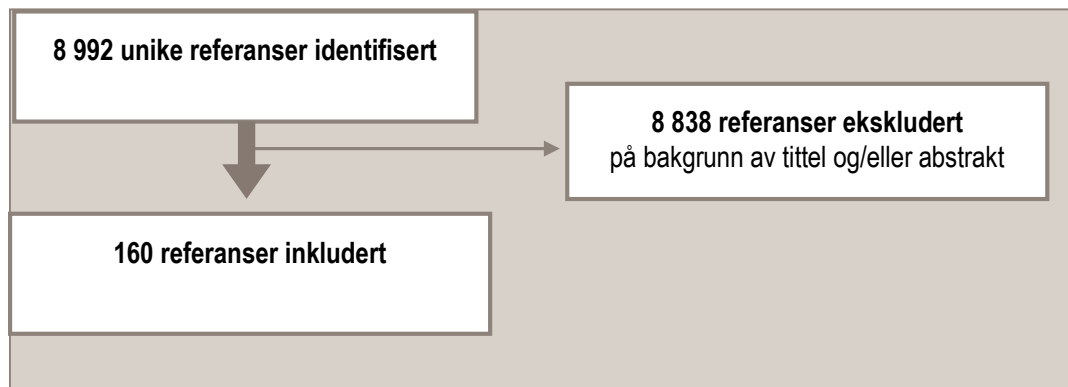 8 992 unike referanser identifisert
8 838 referanser ekskludert
på bakgrunn av tittel og/eller abstrakt
160 referanser inkludert